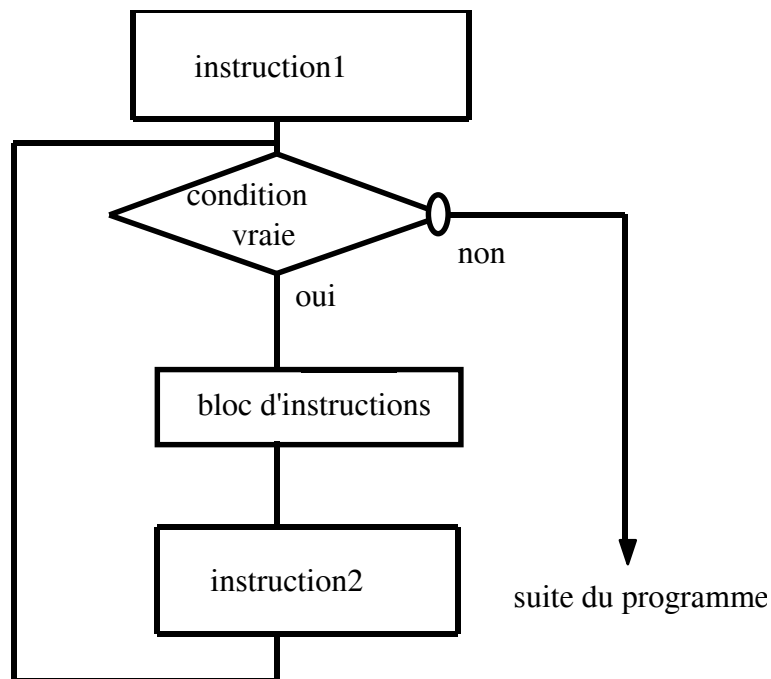 instruction1
condition
vraie
non
oui
bloc d'instructions
instruction2
suite du programme